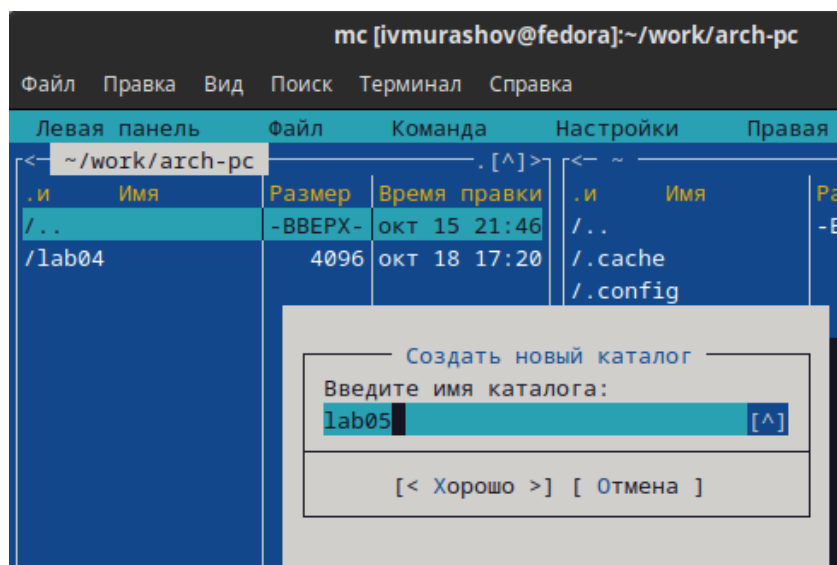 mc [ivmurashov@fedora]:~/work/arch-pc
Файл Правка Вид Поиск Терминал Справка
Левая панель Файл Команда Настройки Правая
<— ~/work/arch-pc .[^]> <— ~
.и Имя Размер Время правки .и Имя
/.. -ВВЕРХ- окт 15 21:46 /..
/lab04 4096 окт 18 17:20 /.cache
/.config
Создать новый каталог
Введите имя каталога:
lab05 [^]
[< Хорошо >] [ Отмена ]